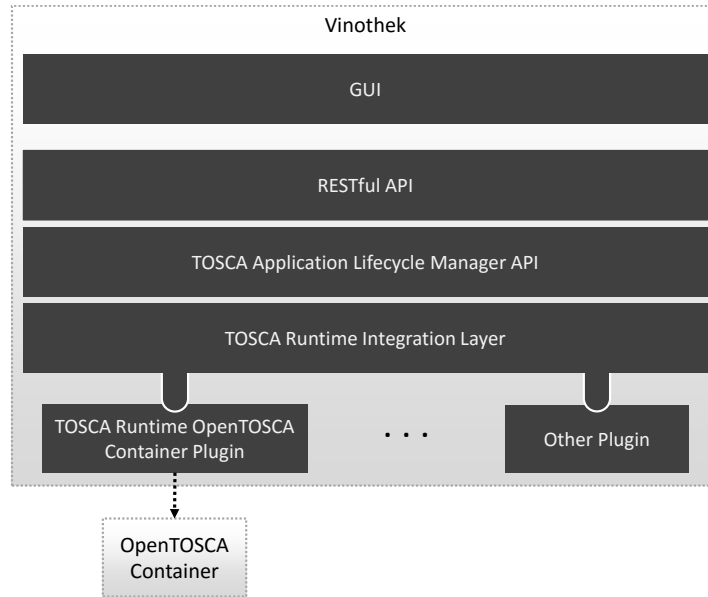 Vinothek
GUI
RESTful API
TOSCA Application Lifecycle Manager API
TOSCA Runtime Integration Layer
TOSCA Runtime OpenTOSCA
Container Plugin
. . .
Other Plugin
OpenTOSCA
Container